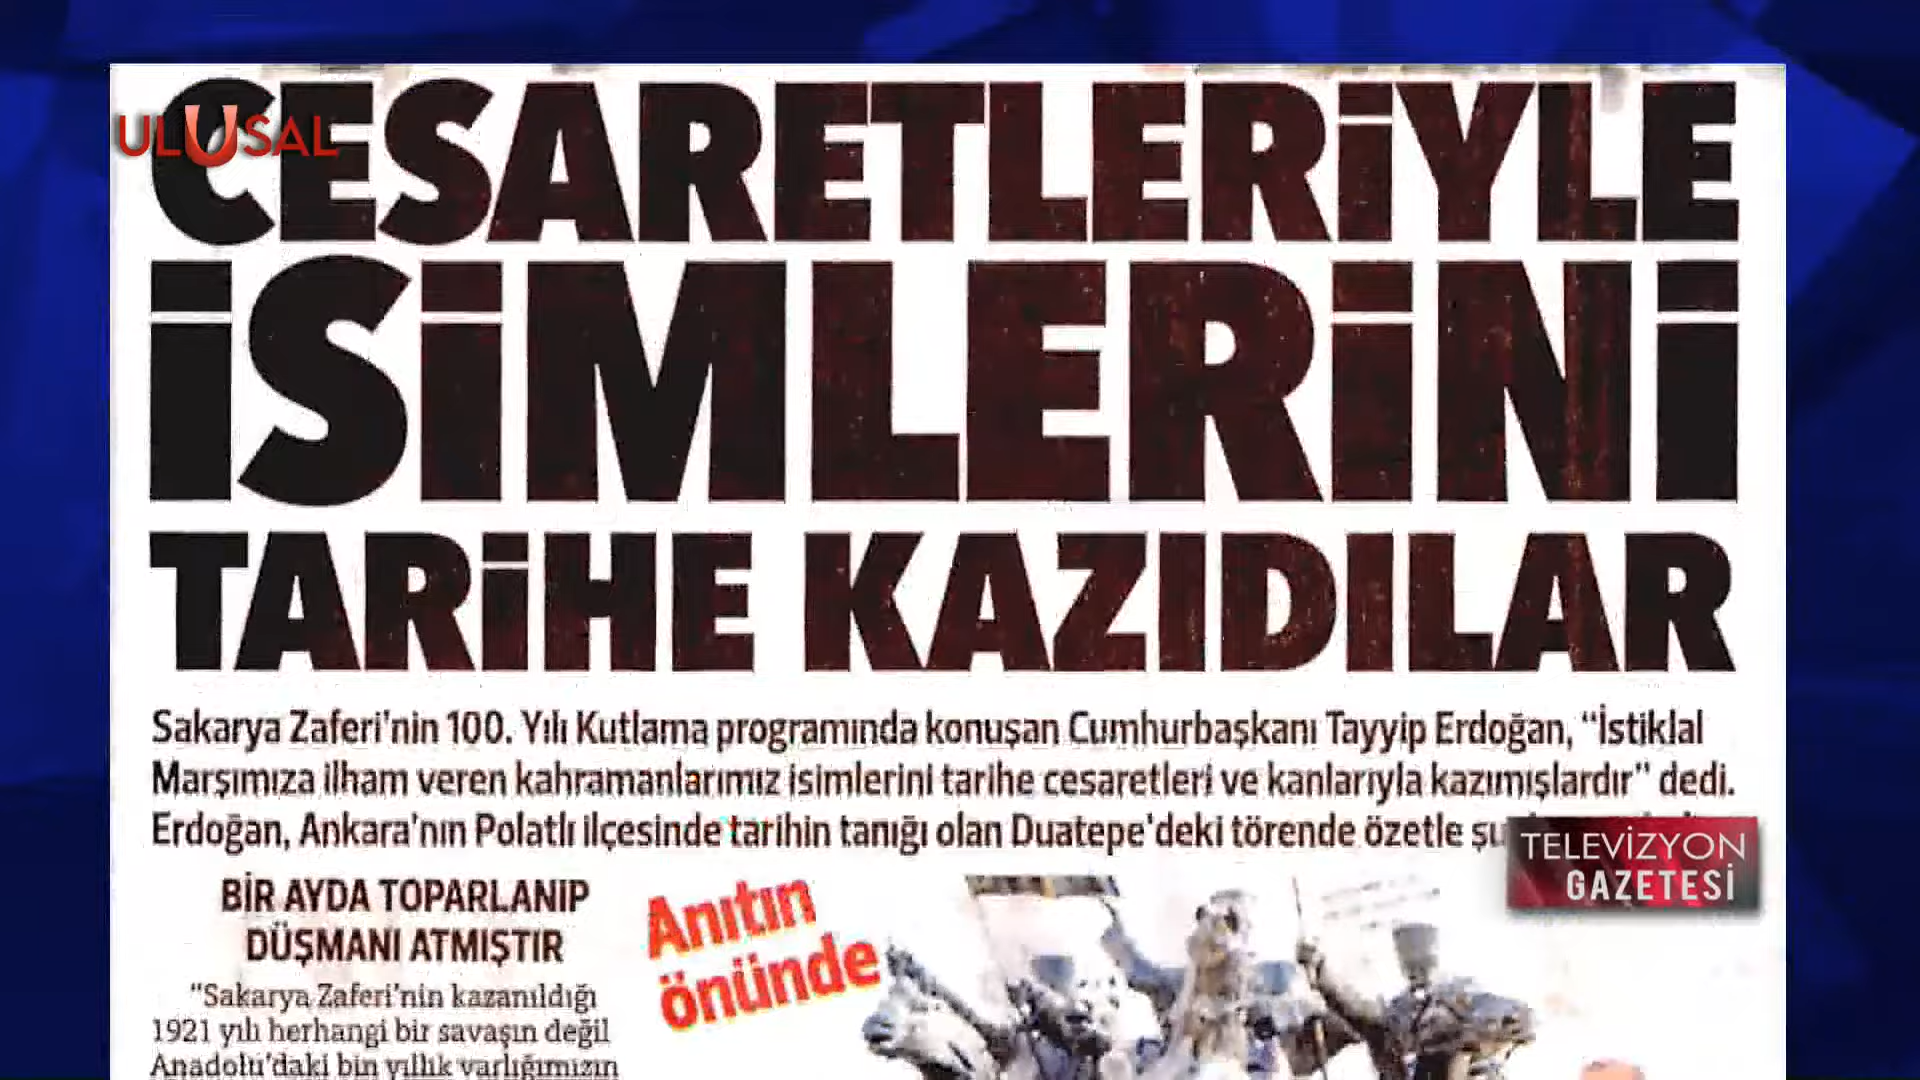 CESARETLERİYLE
ULUSAL
İSİMLERİNİ
TARİHE KAZIDILAR
Sakarya Zaferi'nin 100. Yılı Kutlama programında konuşan Cumhurbaşkanı Tayyip Erdoğan, “İstiklal
Marşımıza ilham veren kahramanlarımız isimlerini tarihe cesaretleri ve kanlarıyla kazımışlardır” dedi.
Erdoğan, Ankara'nın Polatlı ilçesinde tarihin tanığı olan Duatepe'deki törende özetle
TELEVİZYON
GAZETESİ
BİR AYDA TOPARLANIP
DÜŞMANI ATMIŞTIR
“Sakarya Zaferi’nin kazanıldığı
1921 yılı herhangi bir savaşın değil
Anadolu’daki bin yıllık varlığımızın
Anıtın
önünde